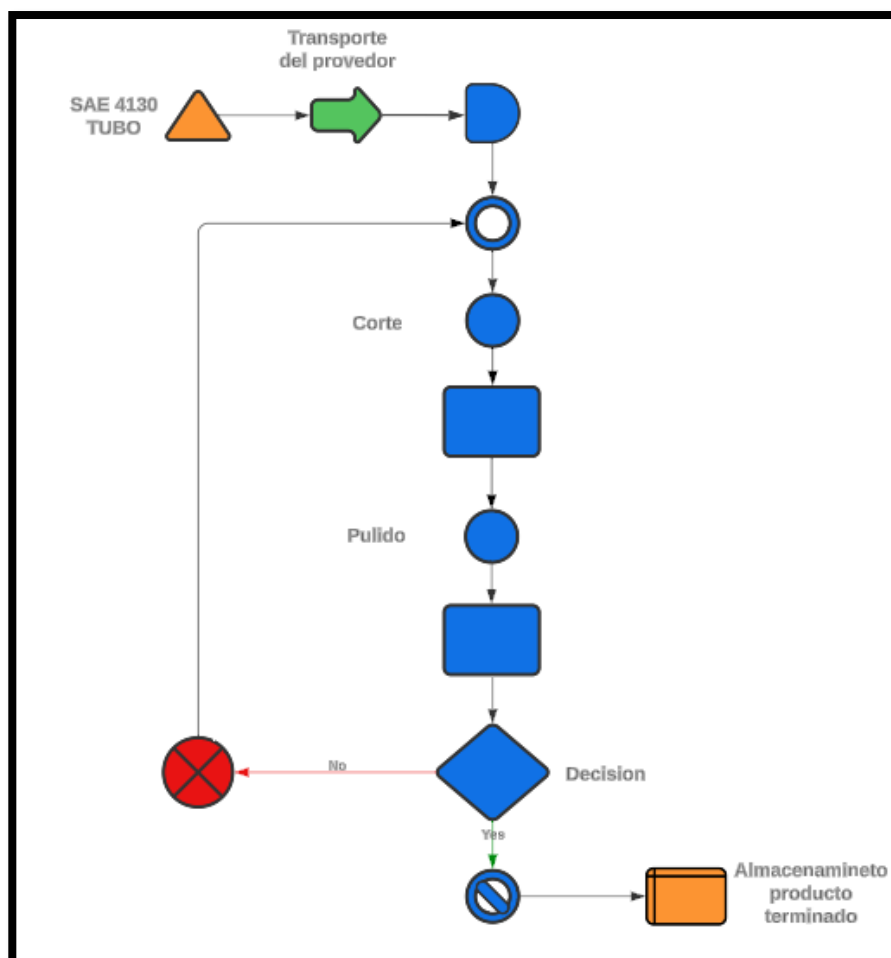 Transporte
del provedor
SAE 4130
TUBO
Corte
Pulido
No
Decision
Yes
Almacenamineto
producto
terminado